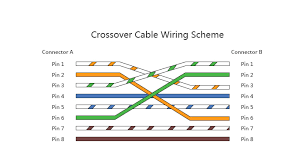 Crossover Cable Wiring Scheme
Connector A Connector B
Pin 1 Pin 1
Pin 2 Pin 2
Pin 3 Pin 3
Pin 4 Pin 4
Pin 5 Pin 5
Pin 6 Pin 6
Pin 7 Pin 7
Pin 8 Pin 8